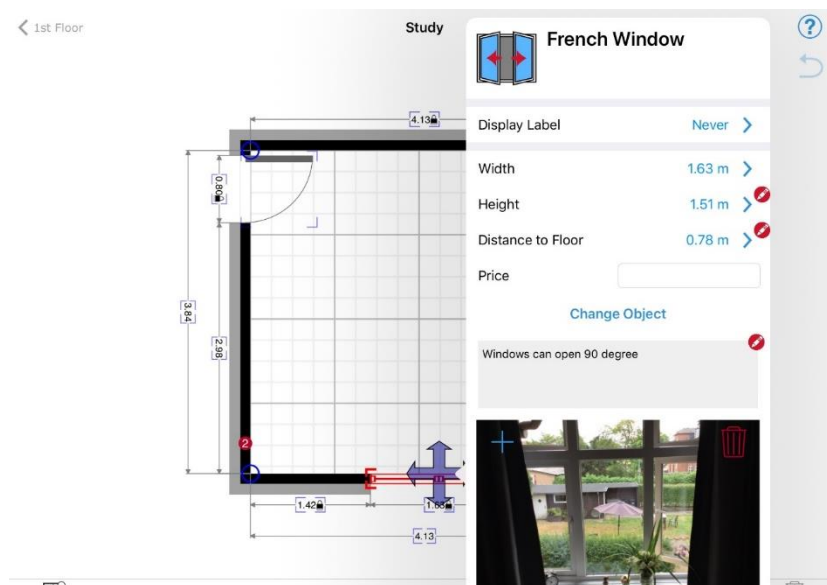 1st Floor
Study
French Window
?
Display Label Never
Width 1.63 m
Height 1.51 m
Distance to Floor 0.78 m
Price
Change Object
Windows can open 90 degree
4.13
0.80
3.84
2.98
2
1.42
1.63
4.13